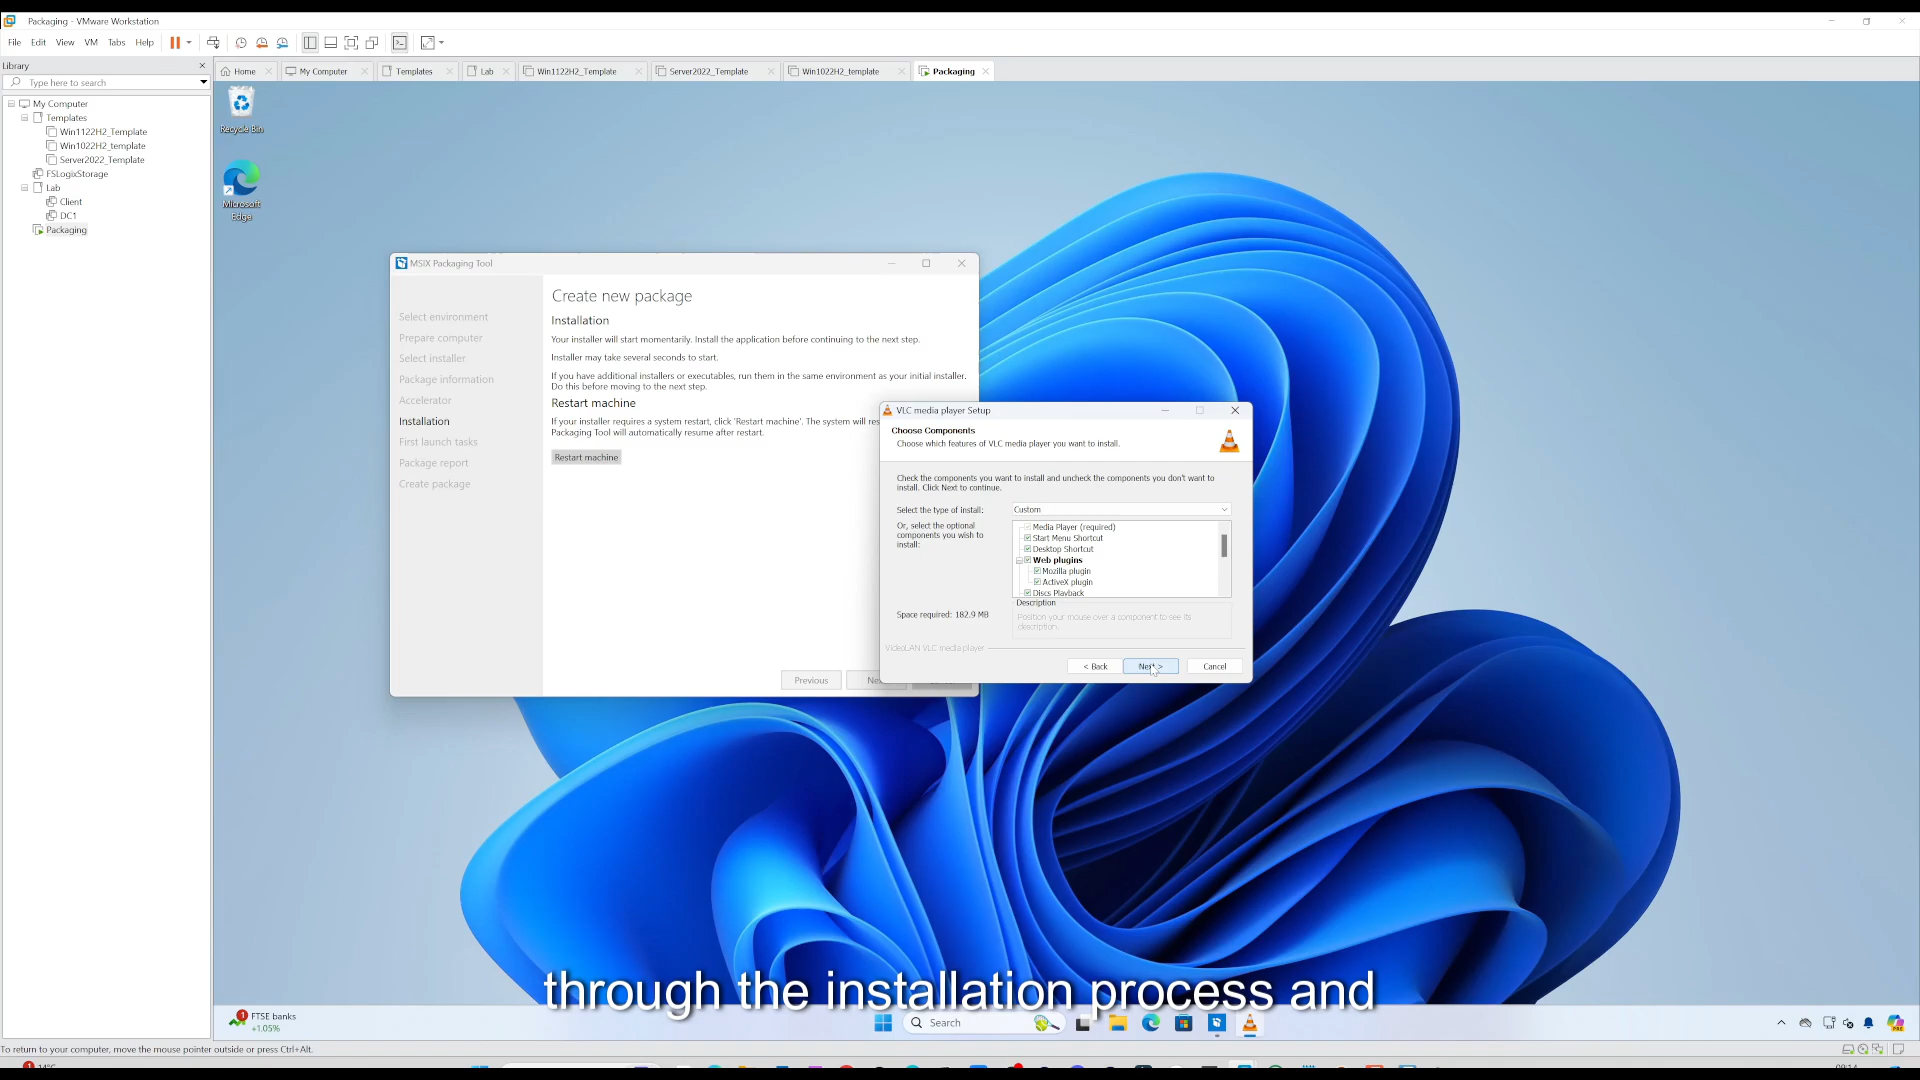 Packaging - VMware Workstation
File Edit View VM Tabs Help
Library
Type here to search
My Computer
Templates
Win1122H2_Template
Win1022H2_template
Server2022_Template
FSLogixStorage
Lab
Client
DC1
Packaging
Home My Computer Templates Lab Win1122H2_Template Server2022_Template Win1022H2_template Packaging
Recycle Bin
Microsoft
Edge
MSIX Packaging Tool
Select environment
Prepare computer
Select installer
Package information
Accelerator
Installation
First launch tasks
Package report
Create package
Create new package
Installation
Your installer will start momentarily. Install the application before continuing to the next step.
Installer may take several seconds to start.
If you have additional installers or executables, run them in the same environment as your initial installer.
Do this before moving to the next step.
Restart machine
If your installer requires a system restart, click 'Restart machine'. The system will res
Packaging Tool will automatically resume after restart.
Restart machine
Previous
VLC media player Setup
Choose Components
Choose which features of VLC media player you want to install.
Check the components you want to install and uncheck the components you don't want to
install. Click Next to continue.
Select the type of install: Custom
Or, select the optional
components you wish to
install:
Media Player (required)
Start Menu Shortcut
Desktop Shortcut
Web plugins
Mozilla plugin
ActiveX plugin
Discs Playback
Space required: 182.9 MB
Description
Position your mouse over a component to see its
description.
VideoLAN VLC media player
< Back Next > Cancel
through the installation process and
1 FTSE banks
+1.05%
Search
To return to your computer, move the mouse pointer outside or press Ctrl+Alt.